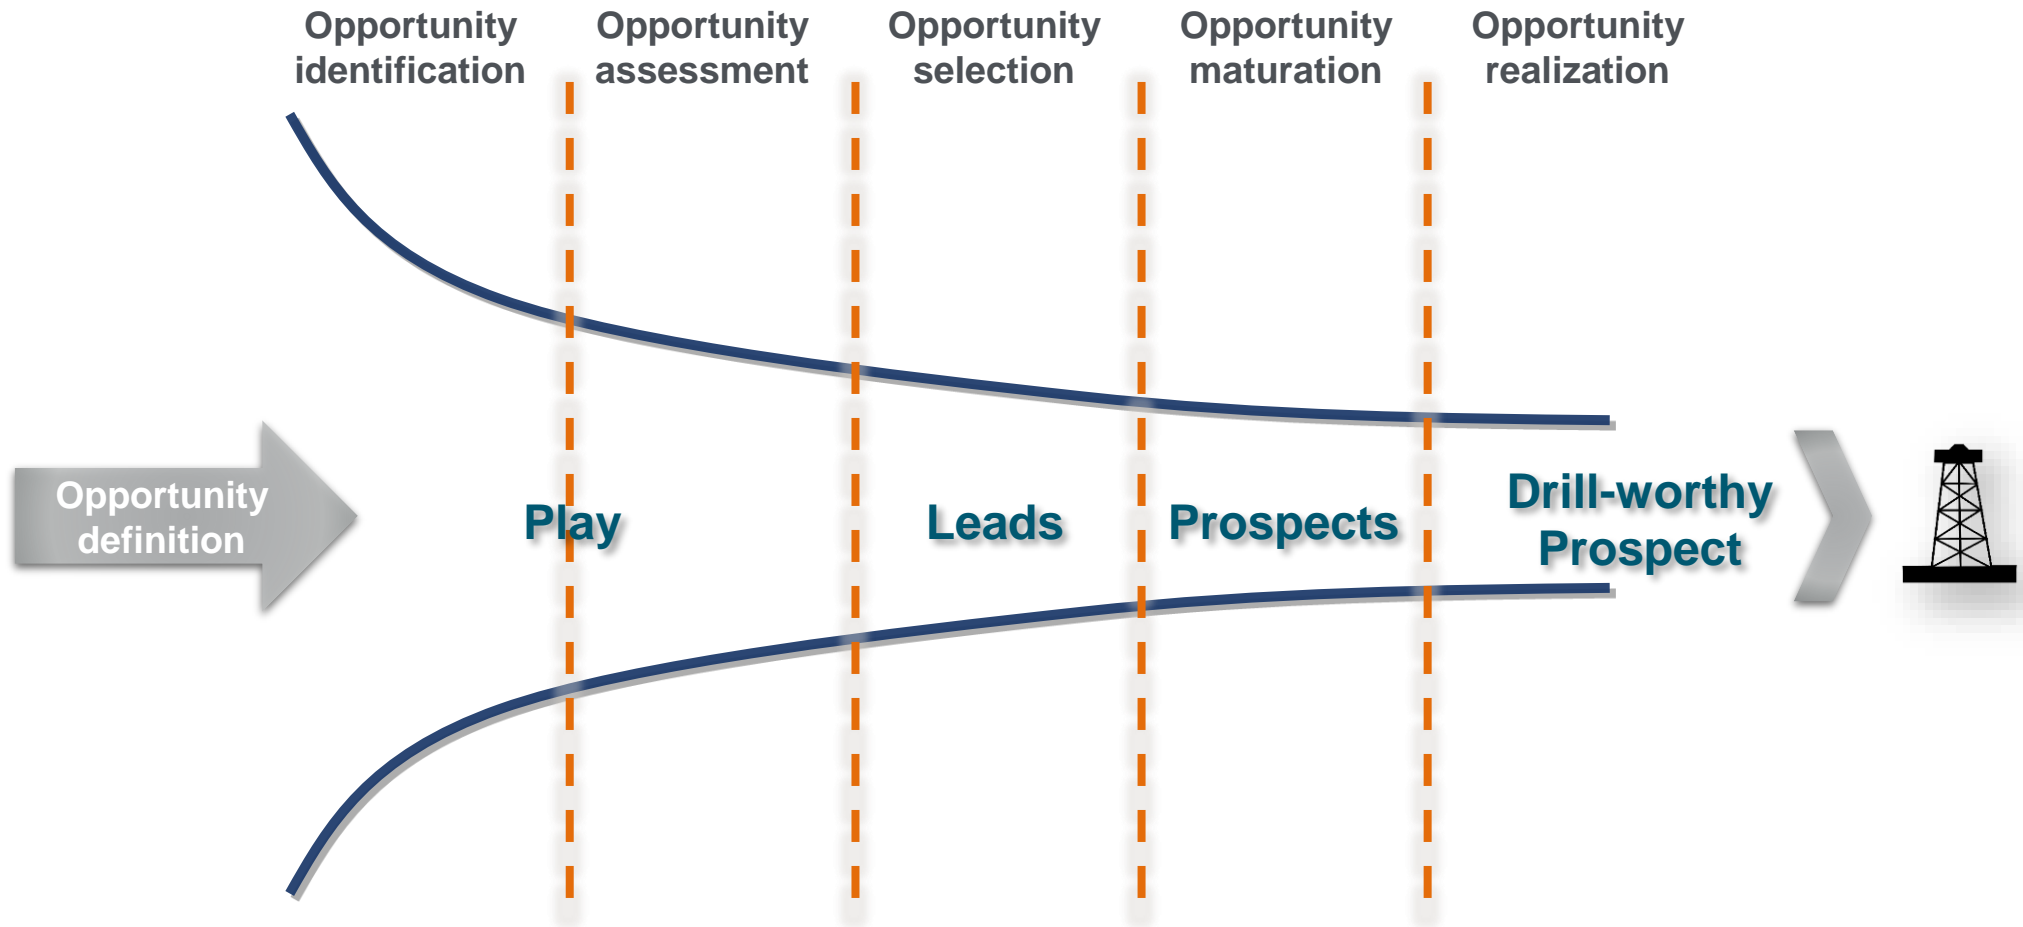 Opportunity
identification
Opportunity
assessment
Opportunity
selection
Opportunity
maturation
Opportunity
realization
Opportunity
definition
Play
Leads
Prospects
Drill-worthy
Prospect